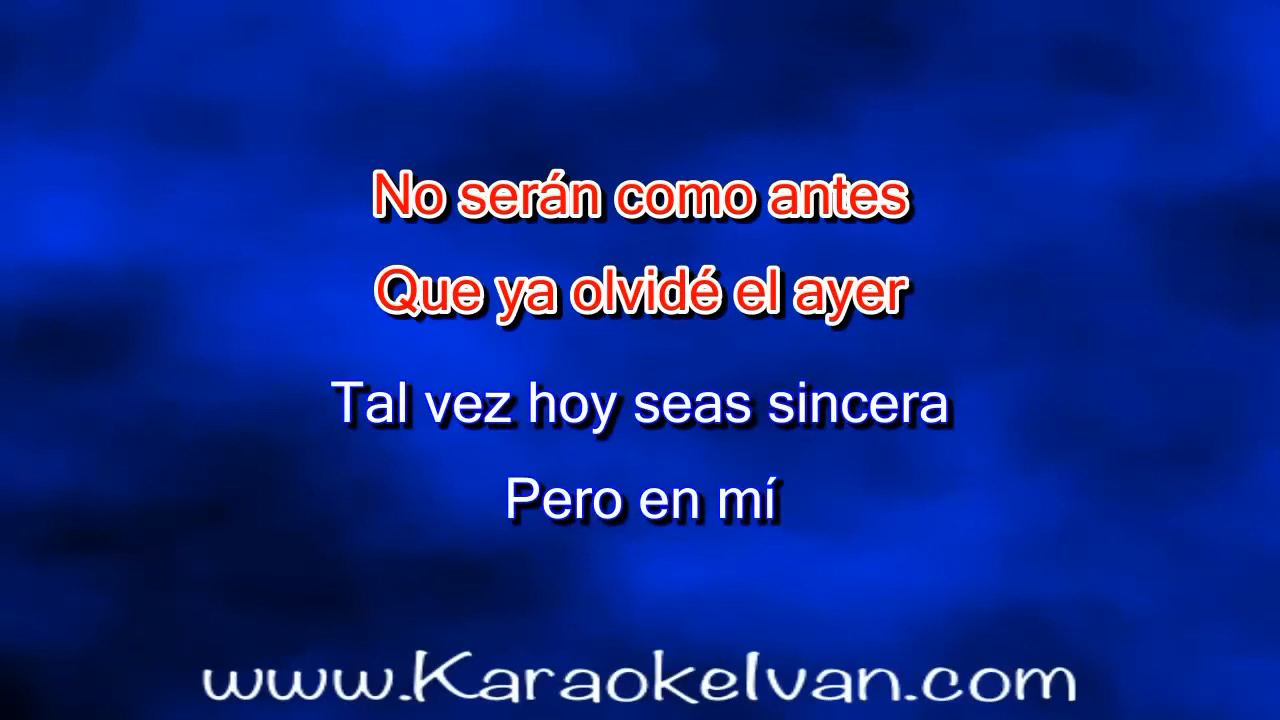 No serán como antes
Que ya olvidé el ayer
Tal vez hoy seas sincera
Pero en mí
www.KaraokeIvan.com